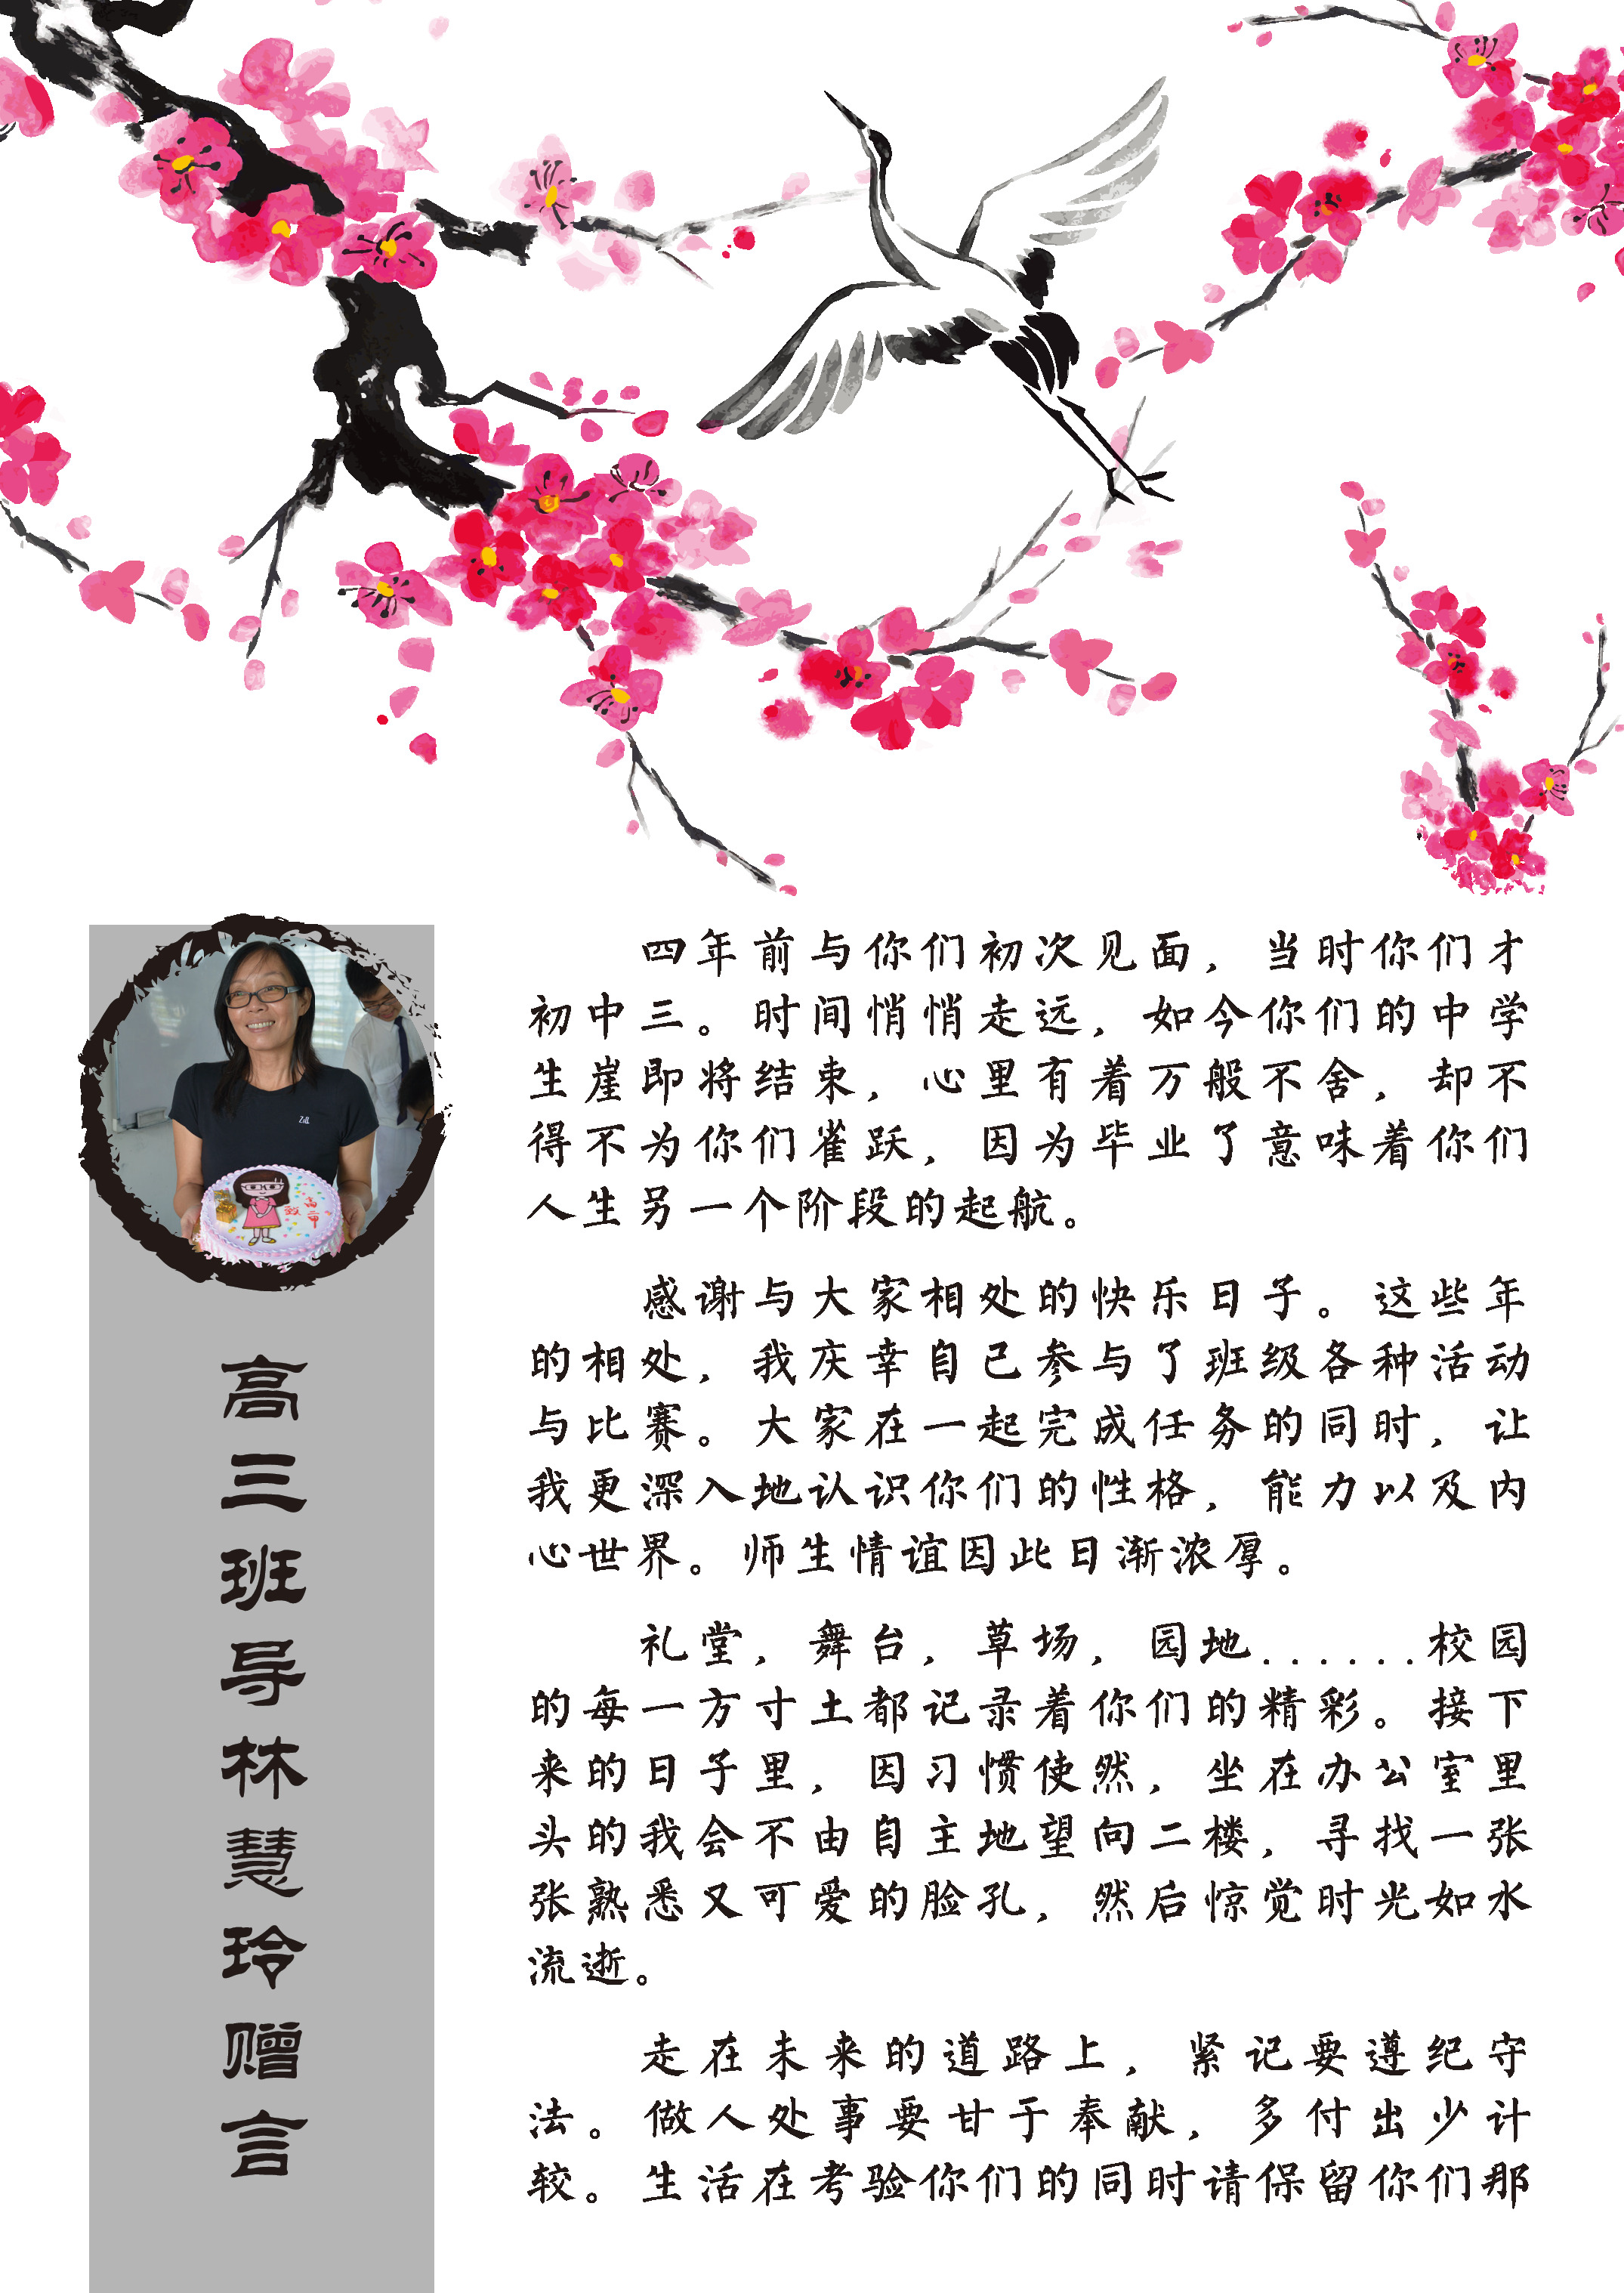 高三班导林慧玲赠言
四年前与你们初次见面，当时你们才
初中三。时间悄悄走远，如今你们的中学
生崖即将结束，心里有着万般不舍，却不
得不为你们雀跃，因为毕业了意味着你们
人生另一个阶段的起航。
感谢与大家相处的快乐日子。这些年
的相处，我庆幸自己参与了班级各种活动
与比赛。大家在一起完成任务的同时，让
我更深入地认识你们的性格，能力以及内
心世界。师生情谊因此日渐浓厚。
礼堂，舞台，草场，园地......校园
的每一方寸土都记录着你们的精彩。接下
来的日子里，因习惯使然，坐在办公室里
头的我会不由自主地望向二楼，寻找一张
张熟悉又可爱的脸孔，然后惊觉时光如水
流逝。
走在未来的道路上，紧记要遵纪守
法。做人处事要甘于奉献，多付出少计
较。生活在考验你们的同时请保留你们那